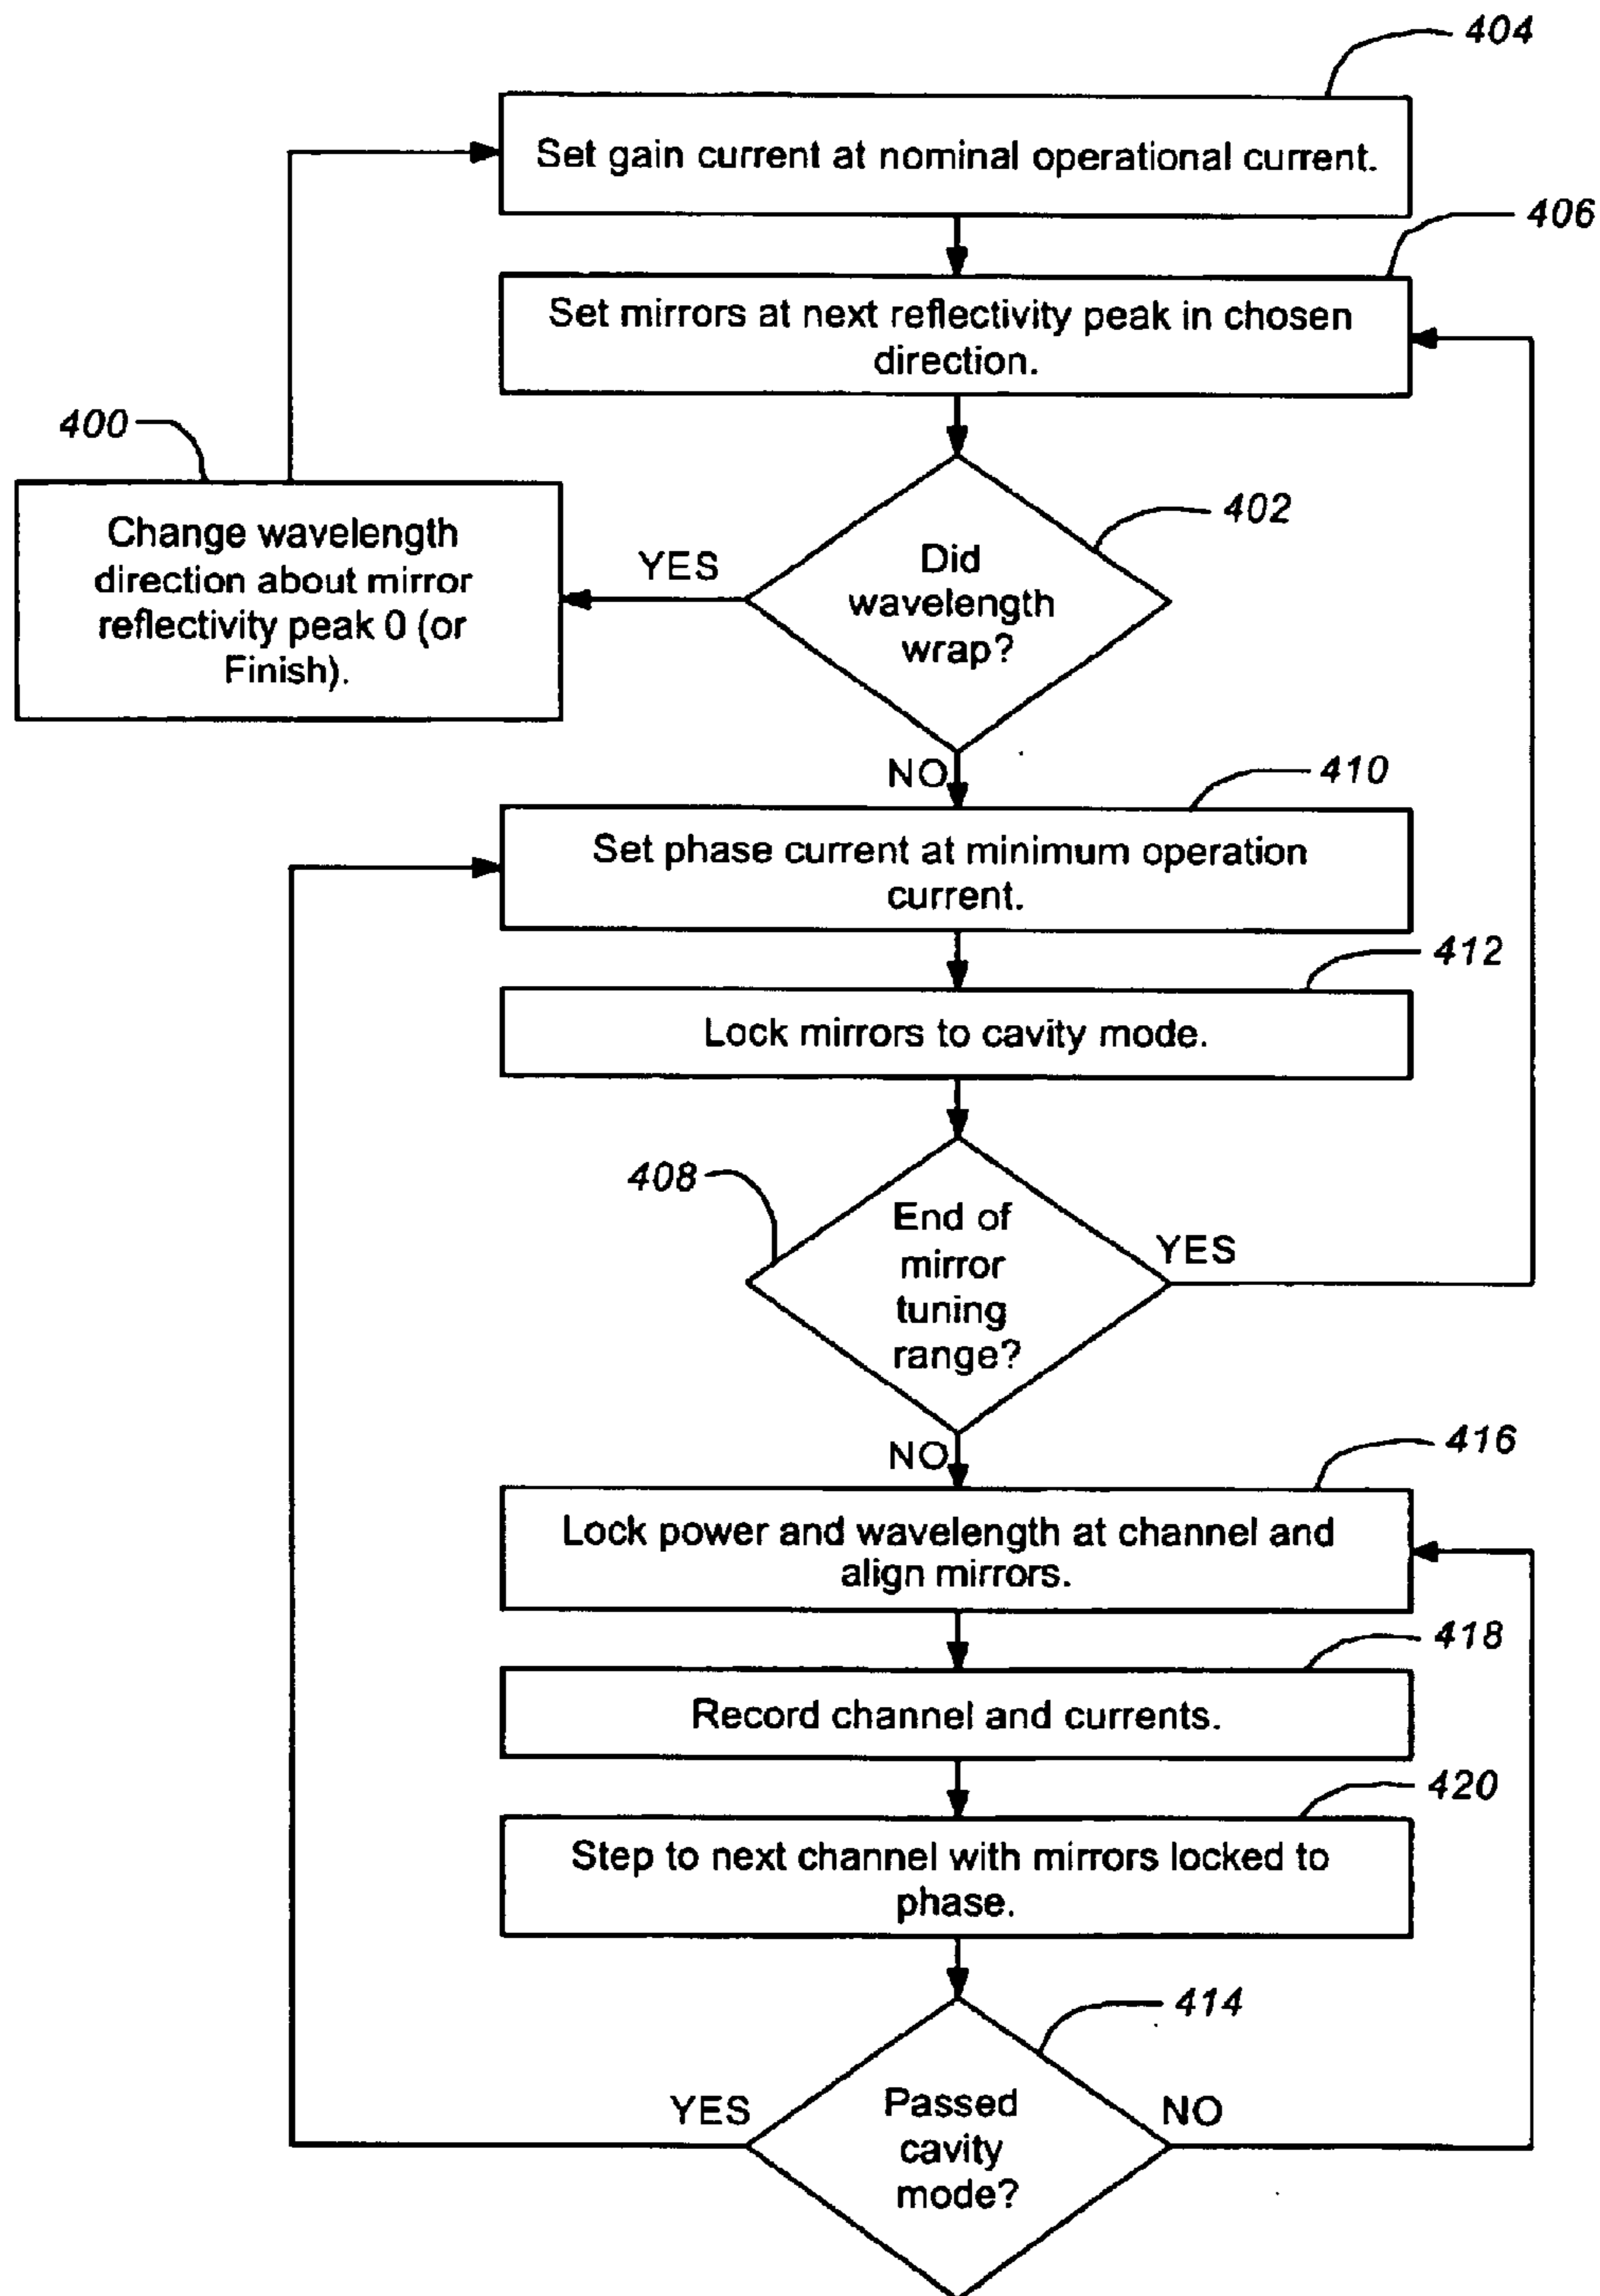 404
Set gain current at nominal operational current.
406
Set mirrors at next reflectivity peak in chosen
direction.
400
Change wavelength
direction about mirror
reflectivity peak 0 (or
Finish).
YES
402
Did
wavelength
wrap?
NO
410
Set phase current at minimum operation
current.
412
Lock mirrors to cavity mode.
408
End of
mirror
tuning
range?
YES
NO
416
Lock power and wavelength at channel and
align mirrors.
418
Record channel and currents.
420
Step to next channel with mirrors locked to
phase.
414
YES
Passed
cavity
mode?
NO